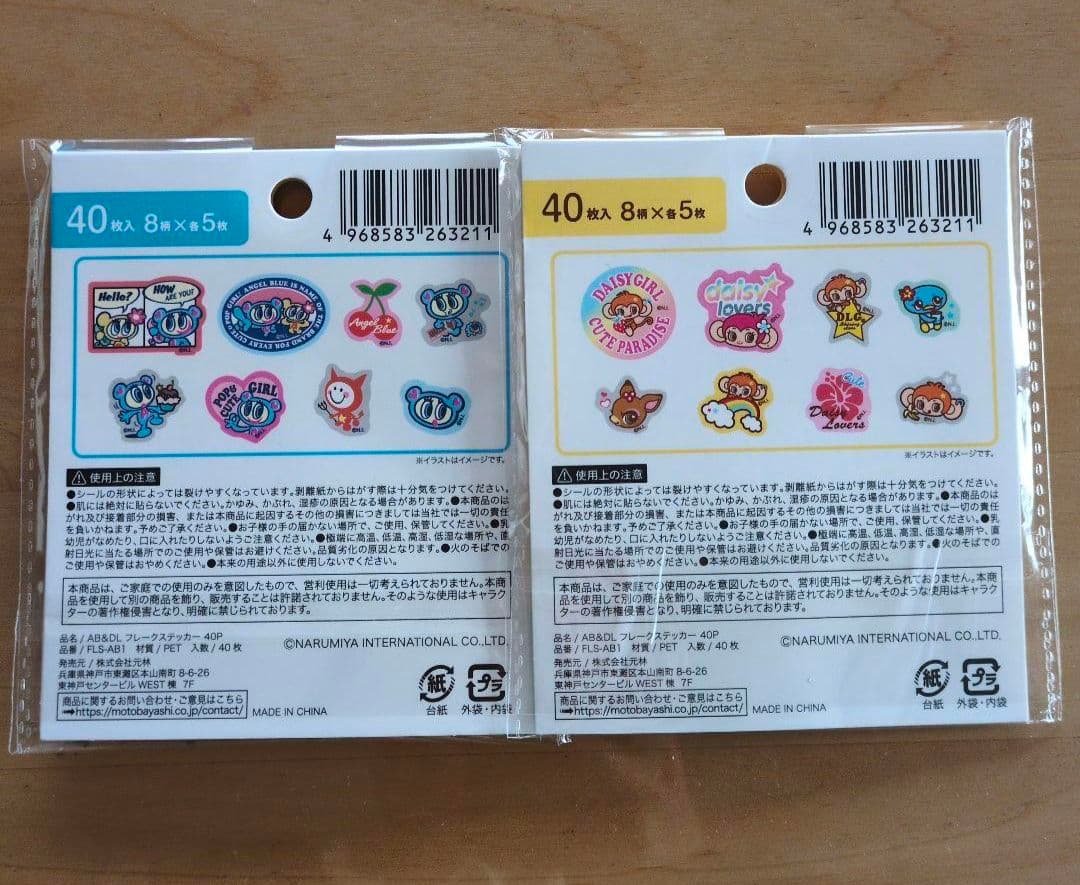 40枚入 8柄×各5枚
4 968583 263211
Hello?
HOW ARE YOU?
POP GIRL! ANGEL BLUE IS NAME O
BRAND FOR EVERY CUTE
Angel Blue
©N.I.
POP& CUTE GIRL
※イラストはイメージです。
使用上の注意
●シールの形状によっては裂けやすくなっています。剥離紙からはがす際は十分気をつけてください。
●肌には絶対に貼らないでください。かゆみ、かぶれ、湿疹の原因となる場合があります。●本商品のは
がれ及び接着部分の損害、または本商品に起因するその他の損害につきましては当社では一切の責任
を負いかねます。予めご了承ください。●お子様の手の届かない場所で、ご使用、保管してください。●乳
幼児がなめたり、口に入れたりしないようご注意ください。●極端に高温、低温、高湿、低湿な場所や、直
射日光に当たる場所でのご使用や保管はお避けください。品質劣化の原因となります。●火のそばでの
ご使用や保管はおやめください。●本来の用途以外に使用しないでください。
本商品は、ご家庭での使用のみを意図したもので、営利使用は一切考えられておりません。本商
品を使用して別の商品を飾り、販売することは許諾されておりません。そのような使用はキャラク
ターの著作権侵害となり、明確に禁じられております。
品名/AB&DL フレークステッカー 40P
品番/FLS-AB1 材質/PET 入数/40枚
©NARUMIYA INTERNATIONAL CO.,LTD.
発売元/株式会社元林
兵庫県神戸市東灘区本山南町8-6-26
東神戸センタービル WEST棟 7F
商品に関するお問い合わせ・ご意見はこちら
➡https://motobayashi.co.jp/contact/
MADE IN CHINA
紙
台紙
プラ
外袋・内袋
40枚入 8柄×各5枚
4 968583 263211
DAISYGIRL
CUTE PARADISE
daisy lovers
DLG
©N.I.
Cute
Daisy Lovers
※イラストはイメージです。
使用上の注意
●シールの形状によっては裂けやすくなっています。剥離紙からはがす際は十分気をつけてください。
●肌には絶対に貼らないでください。かゆみ、かぶれ、湿疹の原因となる場合があります。●本商品のは
がれ及び接着部分の損害、または本商品に起因するその他の損害につきましては当社では一切の責任
を負いかねます。予めご了承ください。●お子様の手の届かない場所で、ご使用、保管してください。●乳
幼児がなめたり、口に入れたりしないようご注意ください。●極端に高温、低温、高湿、低湿な場所や、直
射日光に当たる場所でのご使用や保管はお避けください。品質劣化の原因となります。●火のそばでの
ご使用や保管はおやめください。●本来の用途以外に使用しないでください。
本商品は、ご家庭での使用のみを意図したもので、営利使用は一切考えられておりません。本商
品を使用して別の商品を飾り、販売することは許諾されておりません。そのような使用はキャラク
ターの著作権侵害となり、明確に禁じられております。
品名/AB&DL フレークステッカー 40P
品番/FLS-AB1 材質/PET 入数/40枚
©NARUMIYA INTERNATIONAL CO.,LTD.
発売元/株式会社元林
兵庫県神戸市東灘区本山南町8-6-26
東神戸センタービル WEST棟 7F
商品に関するお問い合わせ・ご意見はこちら
➡https://motobayashi.co.jp/contact/
MADE IN CHINA
紙
台紙
プラ
外袋・内袋